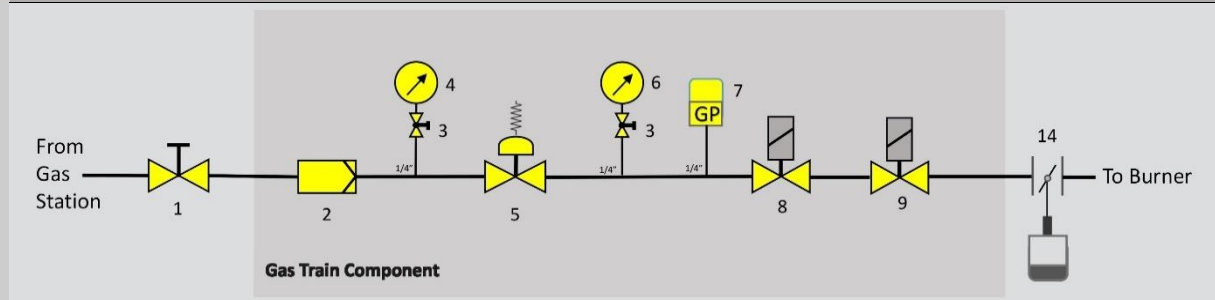 From
Gas
Station
1
2
1/4"
3
4
5
1/4"
3
6
1/4"
GP
7
8
9
14
To Burner
Gas Train Component